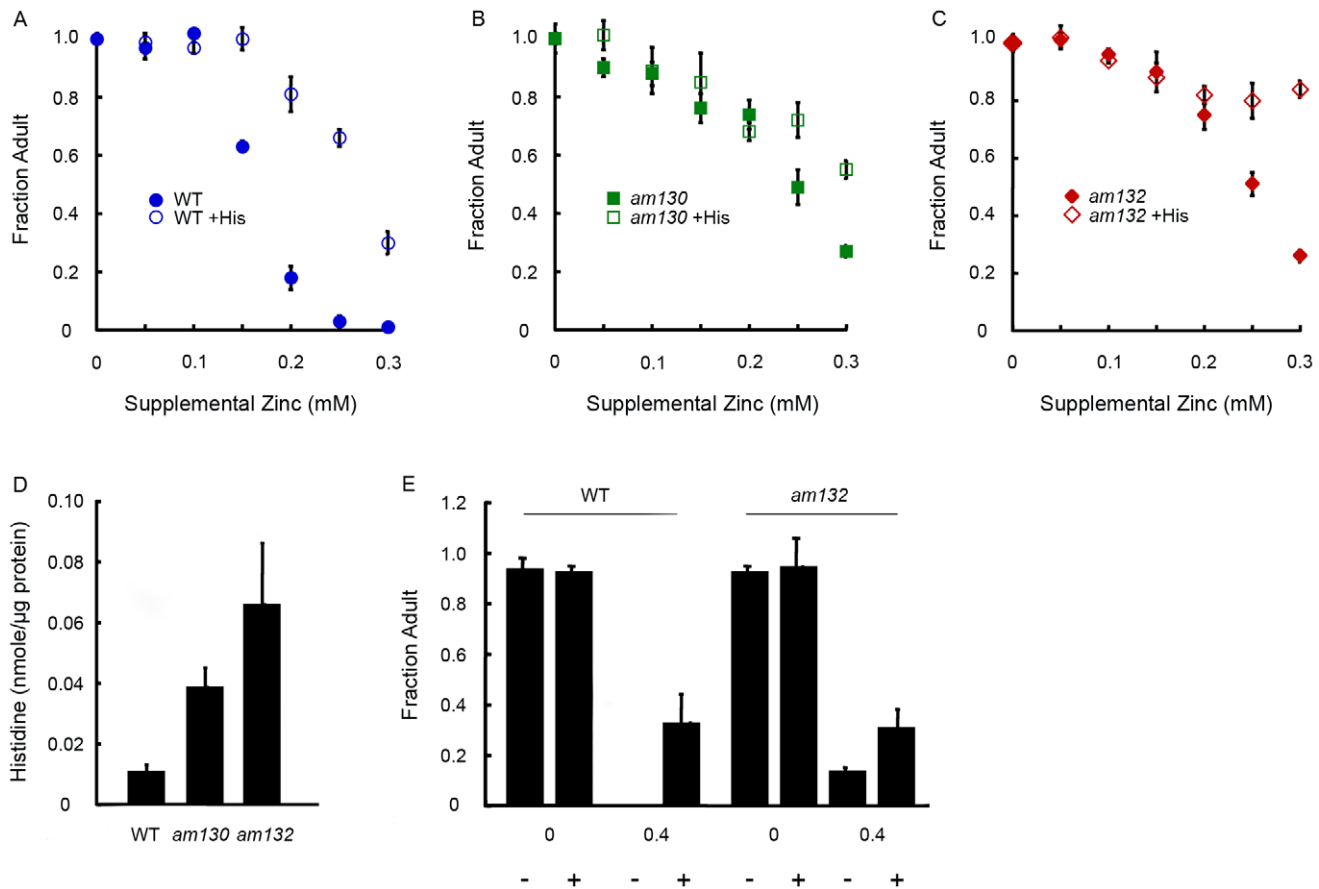 A
1.0
0.8
0.6
0.4
0.2
0
Fraction Adult
WT
WT +His
0 0.1 0.2 0.3
Supplemental Zinc (mM)
B
1.0
0.8
0.6
0.4
0.2
0
Fraction Adult
am130
am130 +His
0 0.1 0.2 0.3
Supplemental Zinc (mM)
C
1.0
0.8
0.6
0.4
0.2
0
Fraction Adult
am132
am132 +His
0 0.1 0.2 0.3
Supplemental Zinc (mM)
D
0.10
0.08
0.06
0.04
0.02
0
Histidine (nmole/µg protein)
WT am130 am132
E
1.2
1.0
0.8
0.6
0.4
0.2
0
Fraction Adult
WT am132
0 0.4 0 0.4
- + - + - + - +